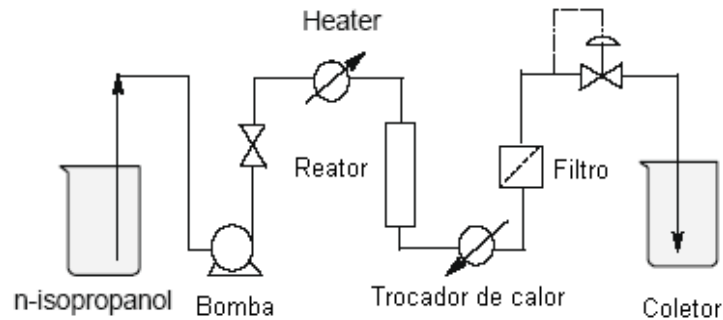 Heater
Reator
Filtro
n-isopropanol
Bomba
Trocador de calor
Coletor